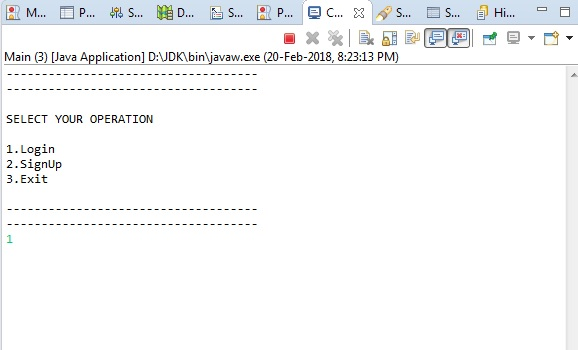 M... P... S... D... S... S... P... C... S... S... Hi...
Main (3) [Java Application] D:\JDK\bin\javaw.exe (20-Feb-2018, 8:23:13 PM)
------------------------------------
------------------------------------
SELECT YOUR OPERATION
1.Login
2.SignUp
3.Exit
------------------------------------
------------------------------------
1